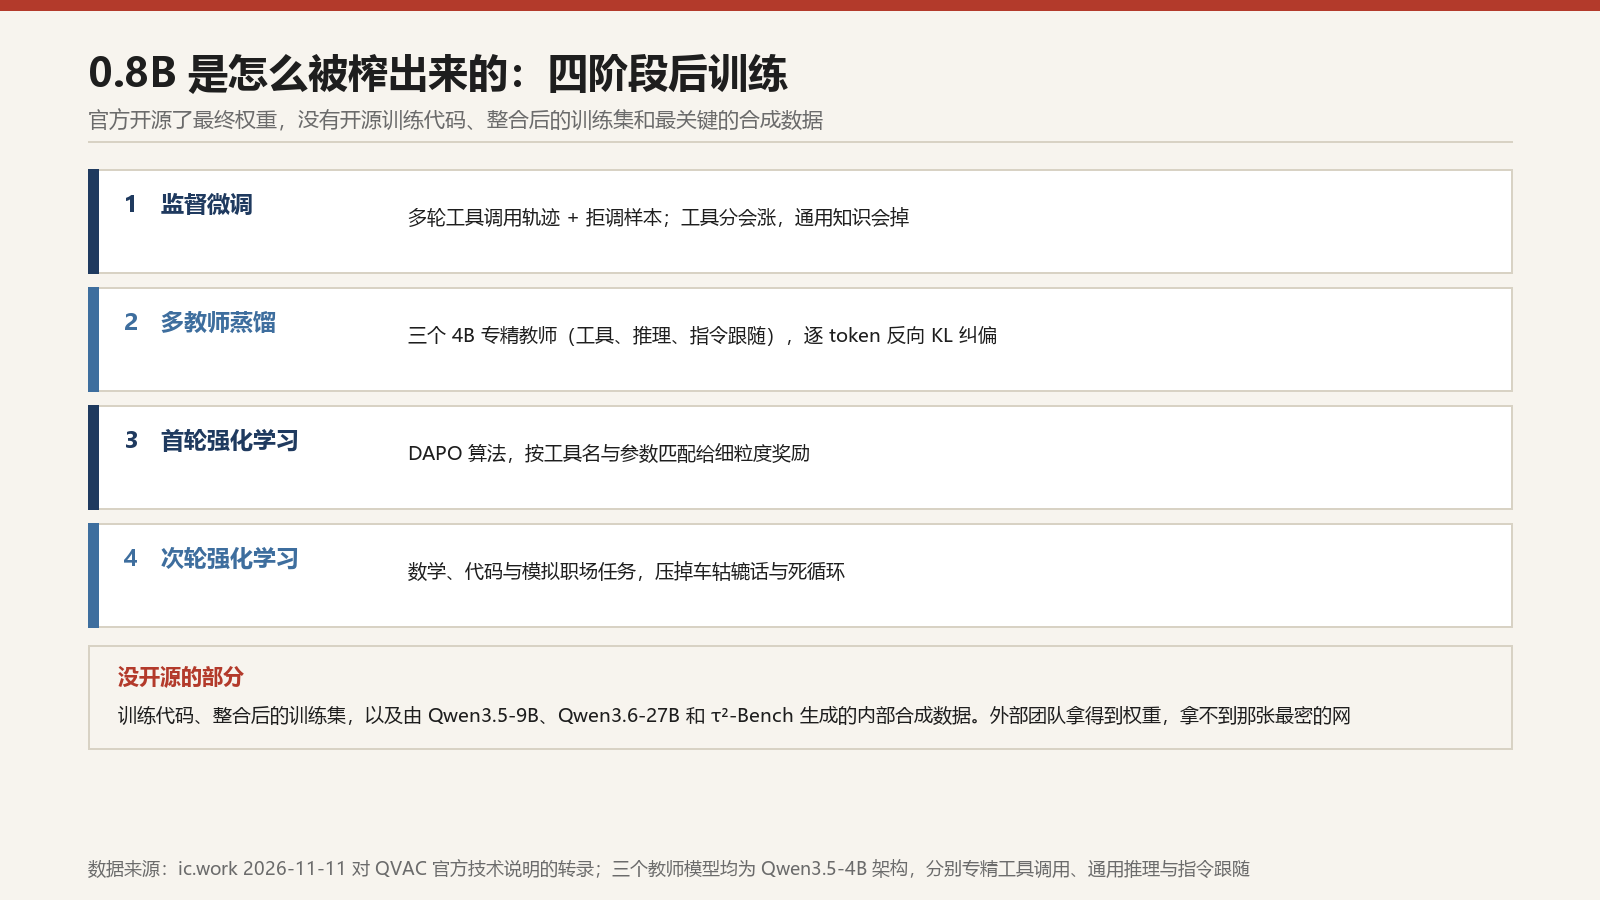 0.8B 是怎么被榨出来的：四阶段后训练
官方开源了最终权重，没有开源训练代码、整合后的训练集和最关键的合成数据
1 监督微调
多轮工具调用轨迹 + 拒调样本；工具分会涨，通用知识会掉
2 多教师蒸馏
三个 4B 专精教师（工具、推理、指令跟随），逐 token 反向 KL 纠偏
3 首轮强化学习
DAPO 算法，按工具名与参数匹配给细粒度奖励
4 次轮强化学习
数学、代码与模拟职场任务，压掉车轱辘话与死循环
没开源的部分
训练代码、整合后的训练集，以及由 Qwen3.5-9B、Qwen3.6-27B 和 τ²-Bench 生成的内部合成数据。外部团队拿得到权重，拿不到那张最密的网
数据来源：ic.work 2026-11-11 对 QVAC 官方技术说明的转录；三个教师模型均为 Qwen3.5-4B 架构，分别专精工具调用、通用推理与指令跟随